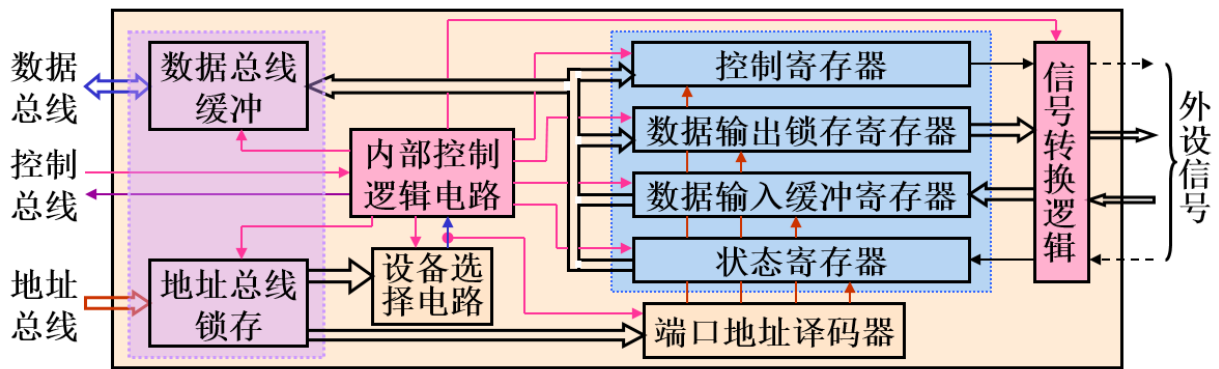 数据
总线
控制
总线
地址
总线
数据总线
缓冲
地址总线
锁存
内部控制
逻辑电路
设备选
择电路
控制寄存器
数据输出锁存寄存器
数据输入缓冲寄存器
状态寄存器
端口地址译码器
信号转换逻辑
外设信号